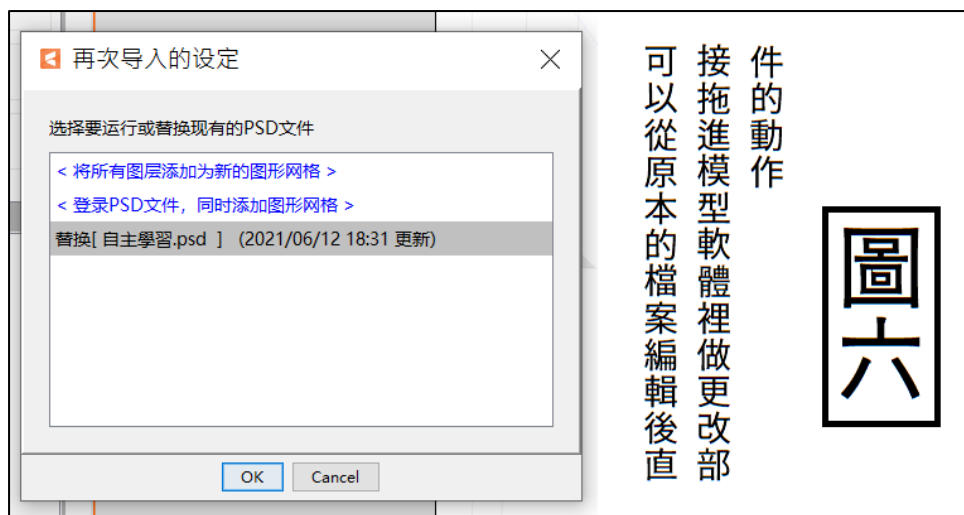 再次导入的设定
选择要运行或替换现有的PSD文件
< 将所有图层添加为新的图形网格 >
< 登录PSD文件，同时添加图形网格 >
替换[ 自主學習.psd ] (2021/06/12 18:31 更新)
OK
Cancel
可以從原本的檔案編輯後直
接拖進模型軟體裡做更改部
件的動作
圖六